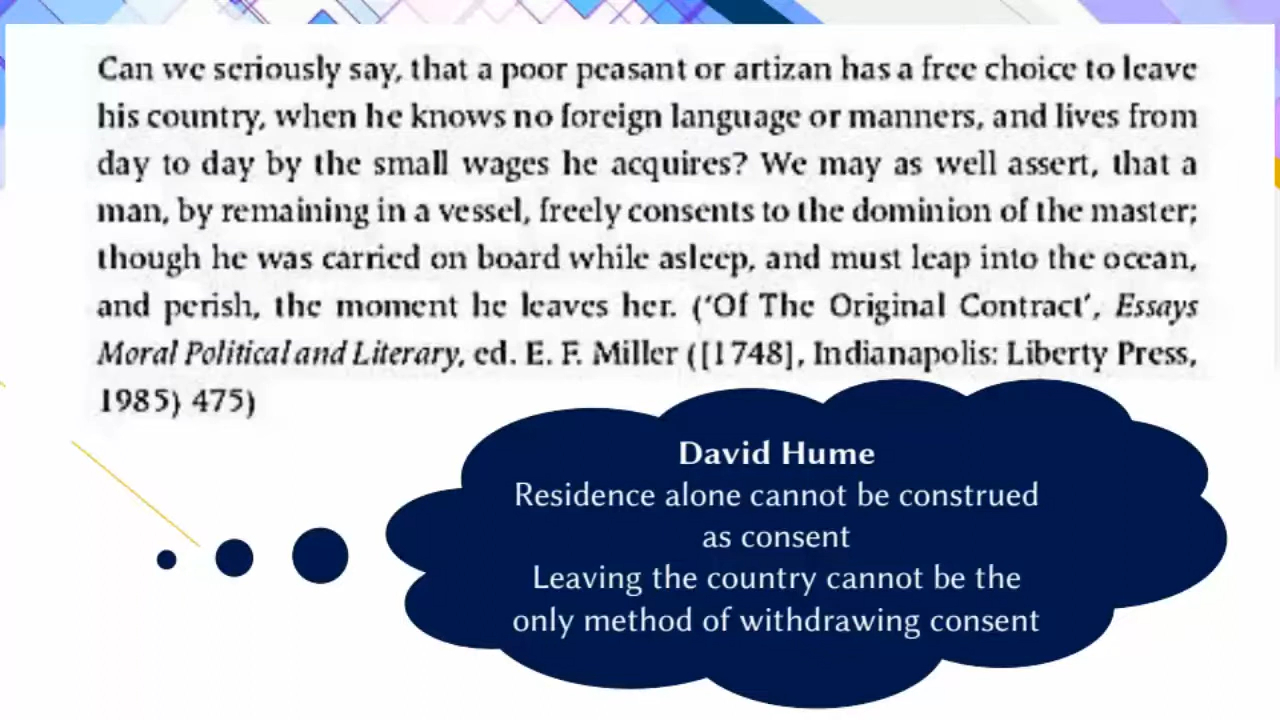 Can we seriously say, that a poor peasant or artizan has a free choice to leave
his country, when he knows no foreign language or manners, and lives from
day to day by the small wages he acquires? We may as well assert, that a
man, by remaining in a vessel, freely consents to the dominion of the master;
though he was carried on board while asleep, and must leap into the ocean,
and perish, the moment he leaves her. (‘Of The Original Contract’, Essays
Moral Political and Literary, ed. E. F. Miller ([1748], Indianapolis: Liberty Press,
1985) 475)
David Hume
Residence alone cannot be construed
as consent
Leaving the country cannot be the
only method of withdrawing consent